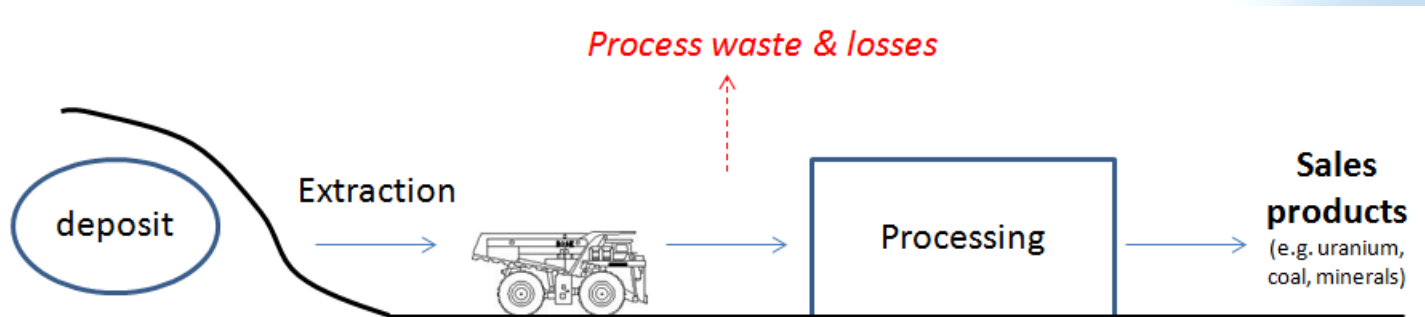 Process waste & losses
deposit
Extraction
Processing
Sales
products
(e.g. uranium,
coal, minerals)